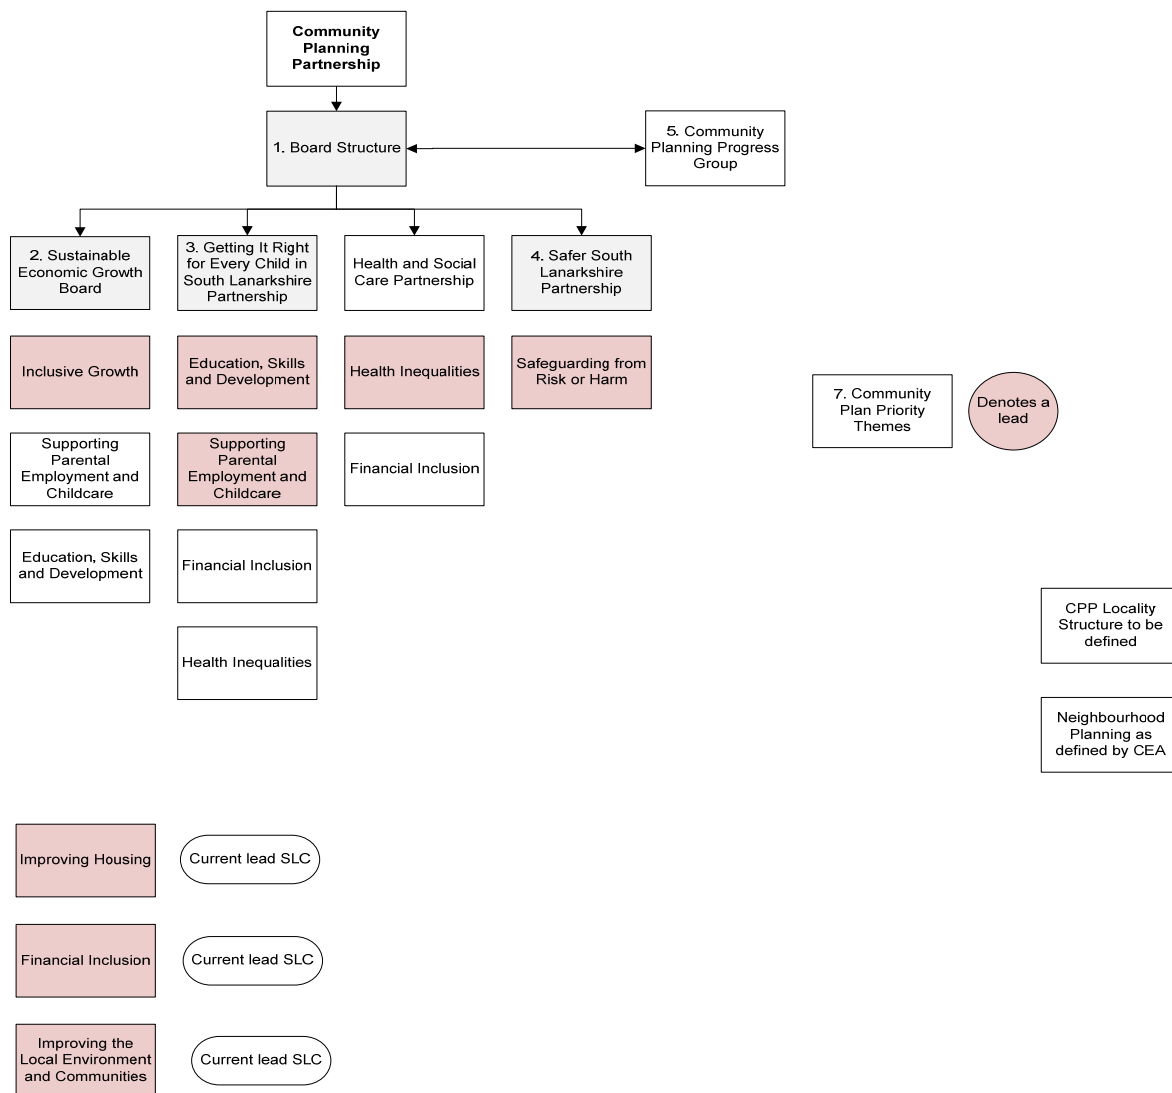 Community
Planning
Partnership
1. Board Structure
5. Community
Planning Progress
Group
2. Sustainable
Economic Growth
Board
3. Getting It Right
for Every Child in
South Lanarkshire
Partnership
Health and Social
Care Partnership
4. Safer South
Lanarkshire
Partnership
Inclusive Growth
Education, Skills
and Development
Health Inequalities
Safeguarding from
Risk or Harm
7. Community
Plan Priority
Themes
Denotes a
lead
Supporting
Parental
Employment and
Childcare
Supporting
Parental
Employment and
Childcare
Financial Inclusion
Education, Skills
and Development
Financial Inclusion
CPP Locality
Structure to be
defined
Health Inequalities
Neighbourhood
Planning as
defined by CEA
Improving Housing
Current lead SLC
Financial Inclusion
Current lead SLC
Improving the
Local Environment
and Communities
Current lead SLC